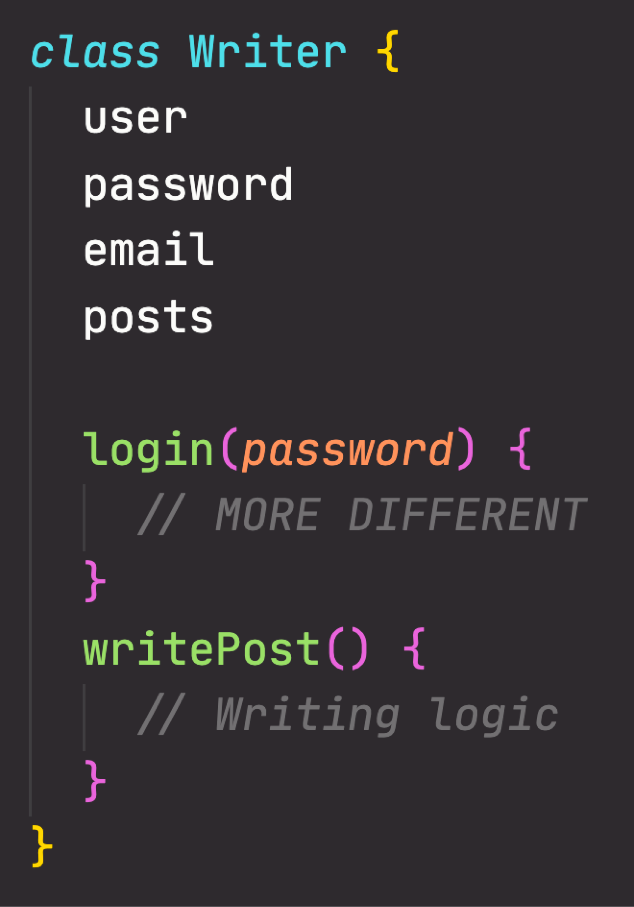 class Writer {
user
password
email
posts
login(password) {
// MORE DIFFERENT
}
writePost() {
// Writing logic
}
}